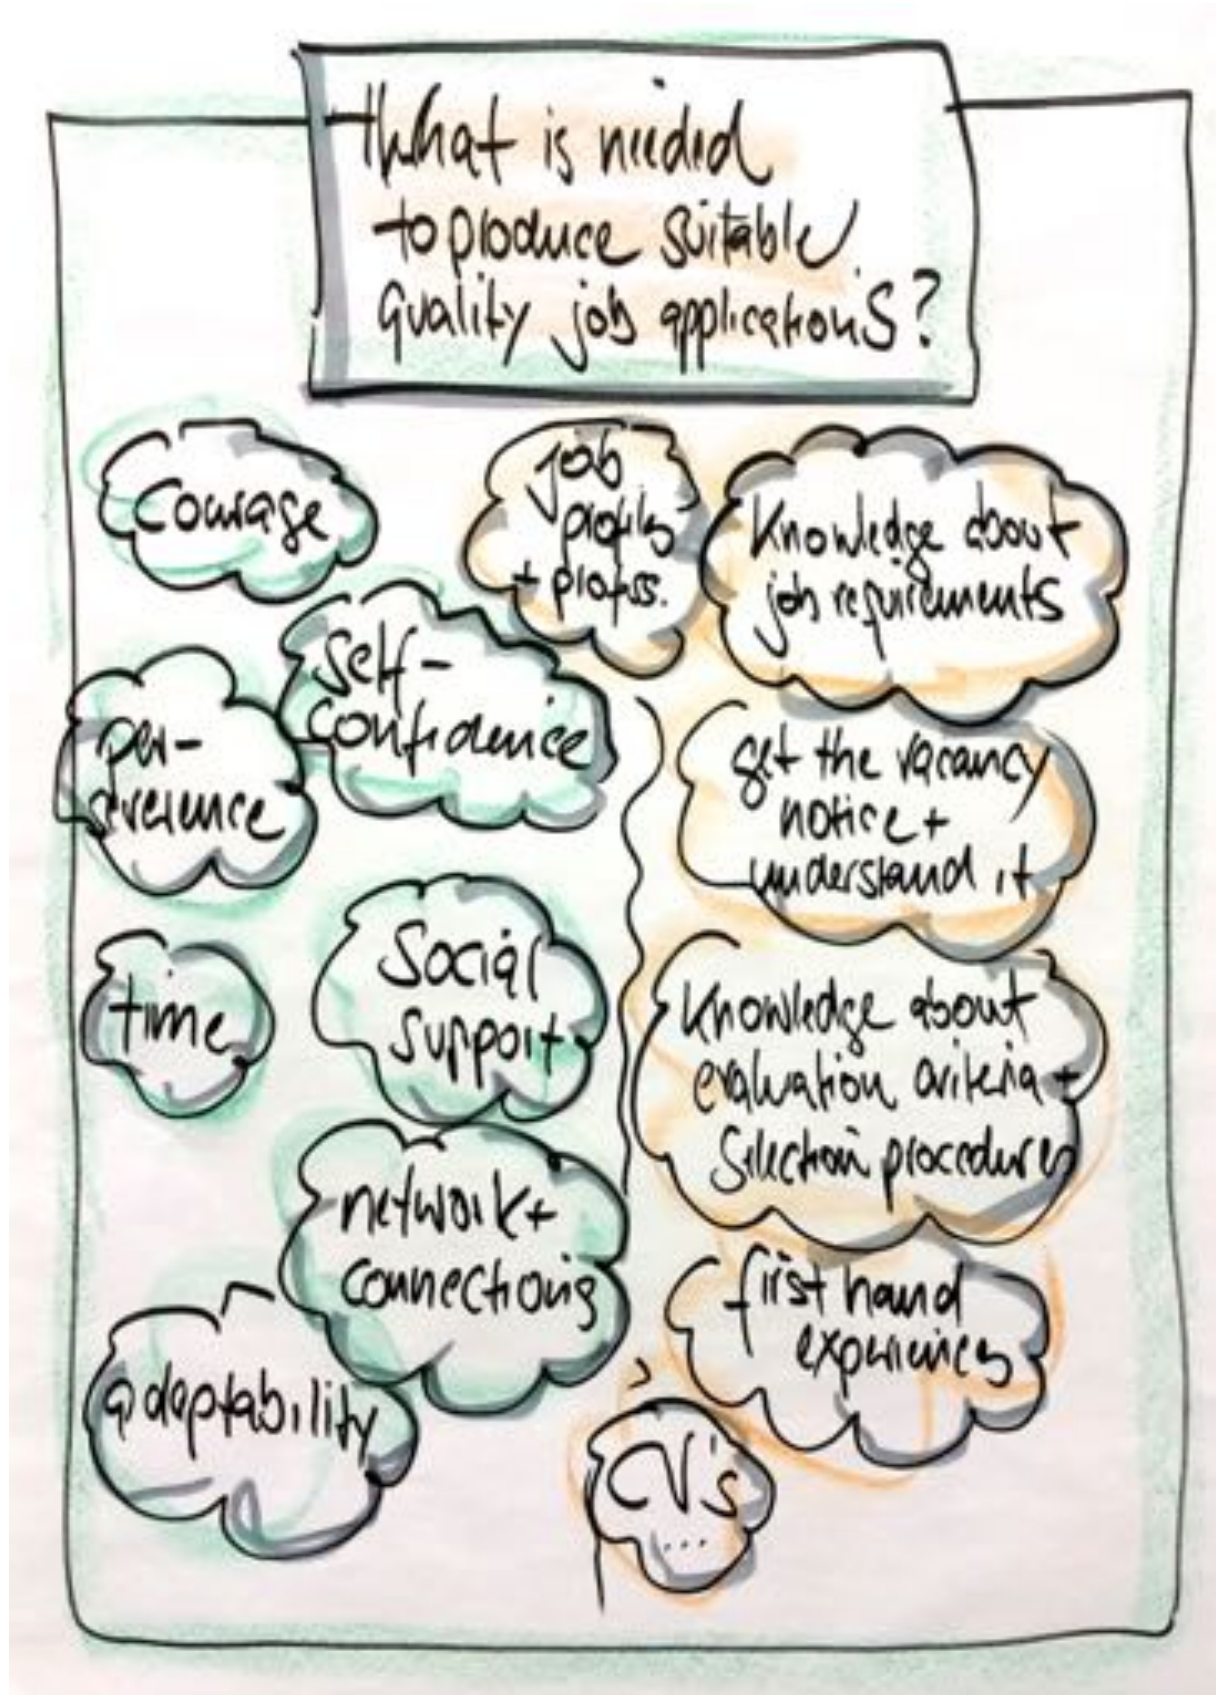 What is needed
to produce suitable
quality job applications?
Courage
job
profiles
+ profess.
Knowledge about
job requirements
self-
confidence
per-
severence
get the vacancy
notice +
understand it
time
Social
support
Knowledge about
evaluation criteria +
Selection procedures
network +
connections
first hand
experiences
adaptability
CV's
...